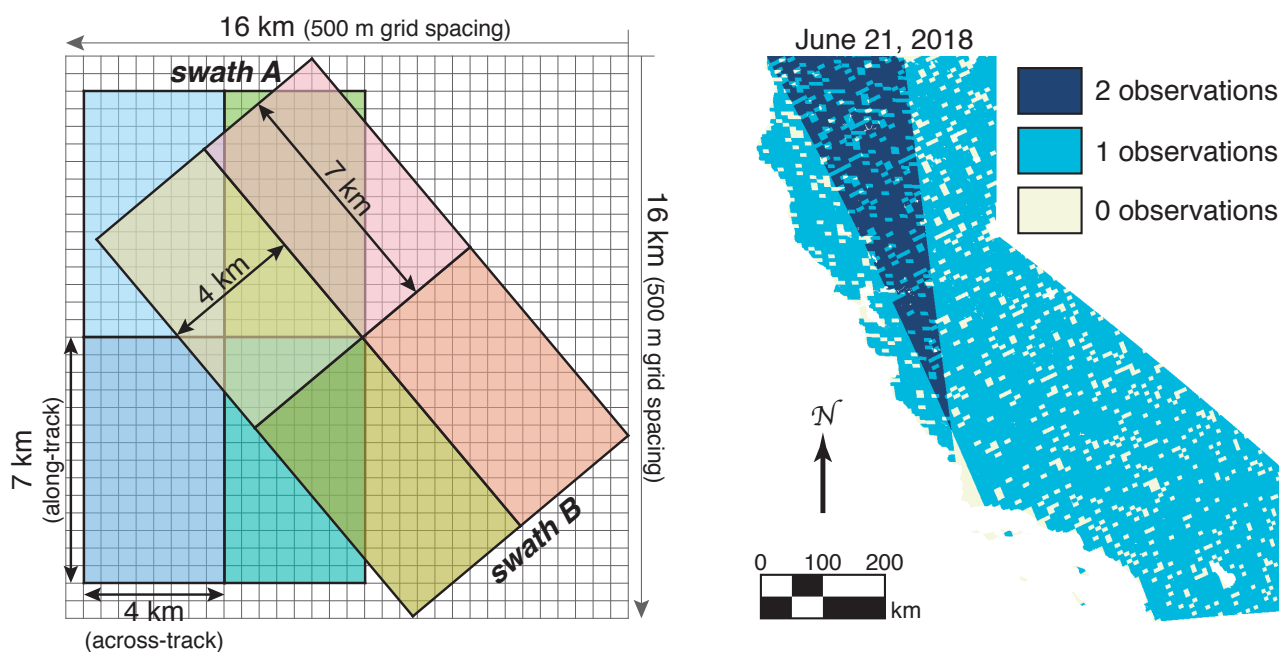 16 km (500 m grid spacing)
swath A
7 km
4 km
16 km (500 m grid spacing)
7 km
(along-track)
swath B
4 km
(across-track)
June 21, 2018
2 observations
1 observations
0 observations
N
0 100 200
km